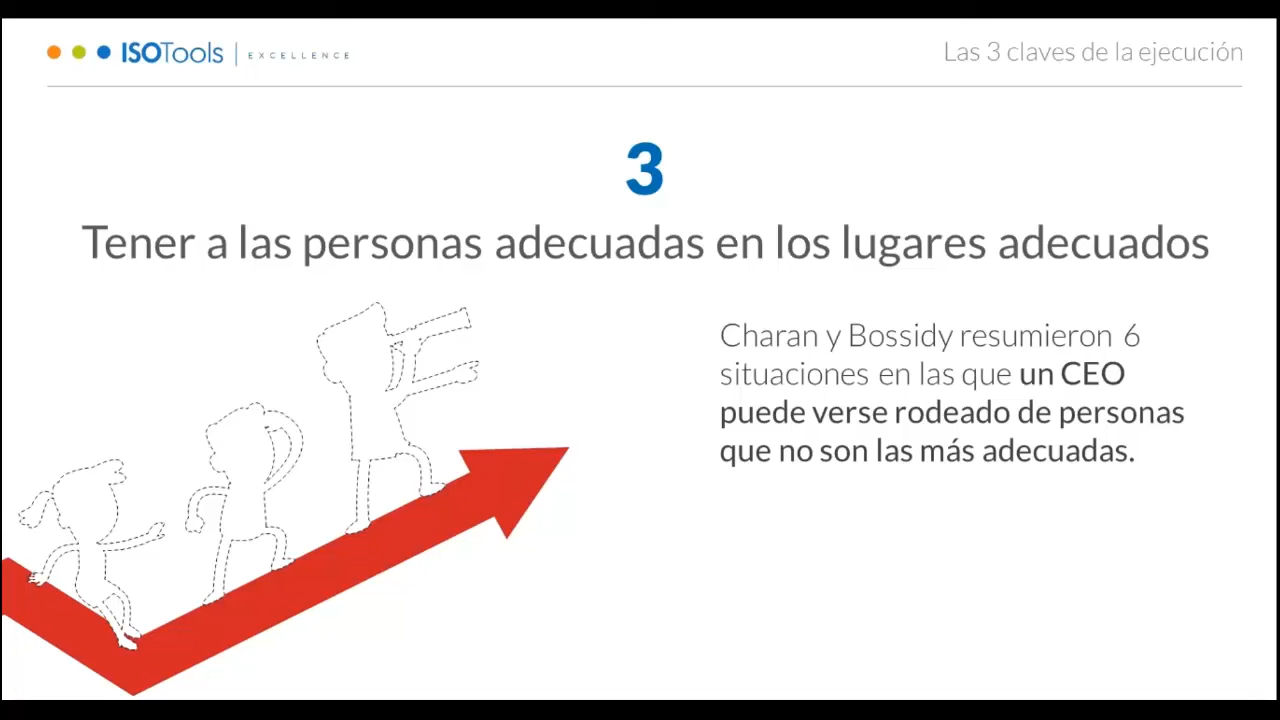 ISOTools | EXCELLENCE
Las 3 claves de la ejecución
3
Tener a las personas adecuadas en los lugares adecuados
Charan y Bossidy resumieron 6
situaciones en las que un CEO
puede verse rodeado de personas
que no son las más adecuadas.